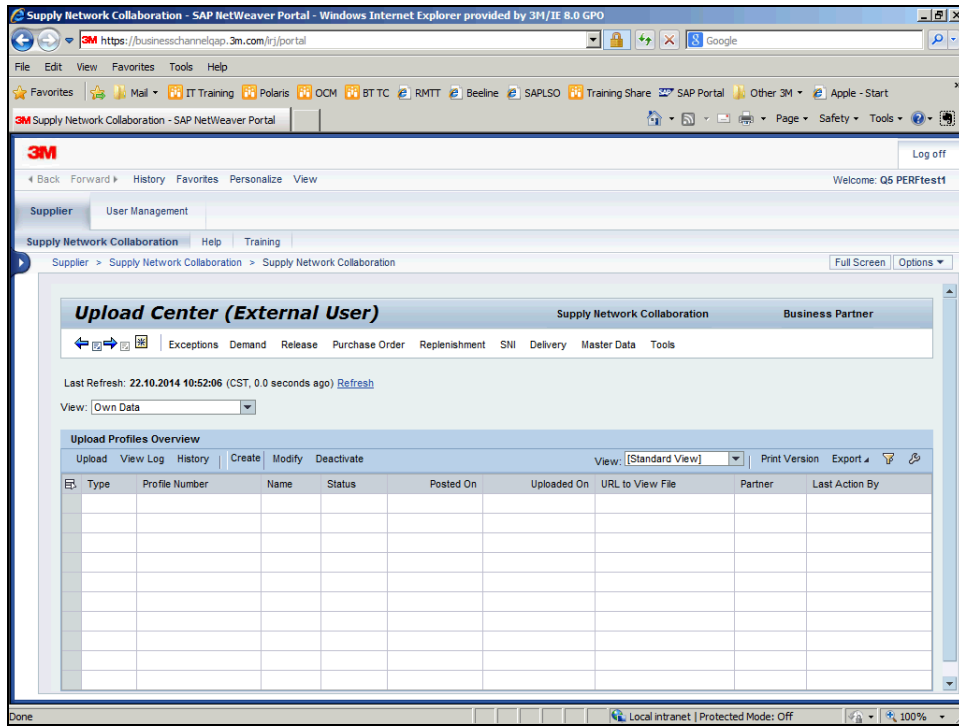 Supply Network Collaboration - SAP NetWeaver Portal - Windows Internet Explorer provided by 3M/IE 8.0 GPO
3M https://businesschannelqap.3m.com/irj/portal Google
File Edit View Favorites Tools Help
Favorites Mail IT Training Polaris OCM BT TC RMTT Beeline SAPLSO Training Share SAP Portal Other 3M Apple - Start
3M Supply Network Collaboration - SAP NetWeaver Portal Page Safety Tools
3M Log off
Back Forward History Favorites Personalize View Welcome: Q5 PERFtest1
Supplier User Management
Supply Network Collaboration Help Training
Supplier > Supply Network Collaboration > Supply Network Collaboration Full Screen Options
Upload Center (External User) Supply Network Collaboration Business Partner
Exceptions Demand Release Purchase Order Replenishment SNI Delivery Master Data Tools
Last Refresh: 22.10.2014 10:52:06 (CST, 0.0 seconds ago) Refresh
View: Own Data
Upload Profiles Overview
Upload View Log History Create Modify Deactivate View: [Standard View] Print Version Export
Type Profile Number Name Status Posted On Uploaded On URL to View File Partner Last Action By
Done Local intranet | Protected Mode: Off 100%